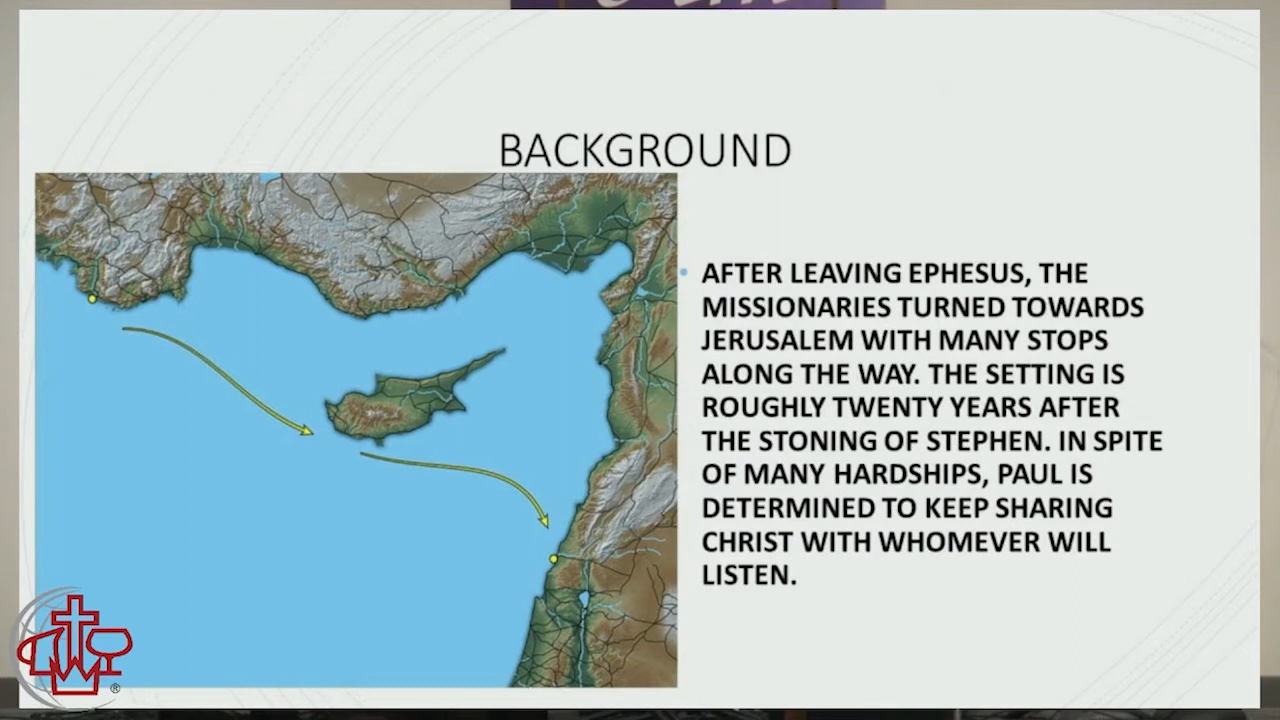 BACKGROUND
AFTER LEAVING EPHESUS, THE
MISSIONARIES TURNED TOWARDS
JERUSALEM WITH MANY STOPS
ALONG THE WAY. THE SETTING IS
ROUGHLY TWENTY YEARS AFTER
THE STONING OF STEPHEN. IN SPITE
OF MANY HARDSHIPS, PAUL IS
DETERMINED TO KEEP SHARING
CHRIST WITH WHOMEVER WILL
LISTEN.
®